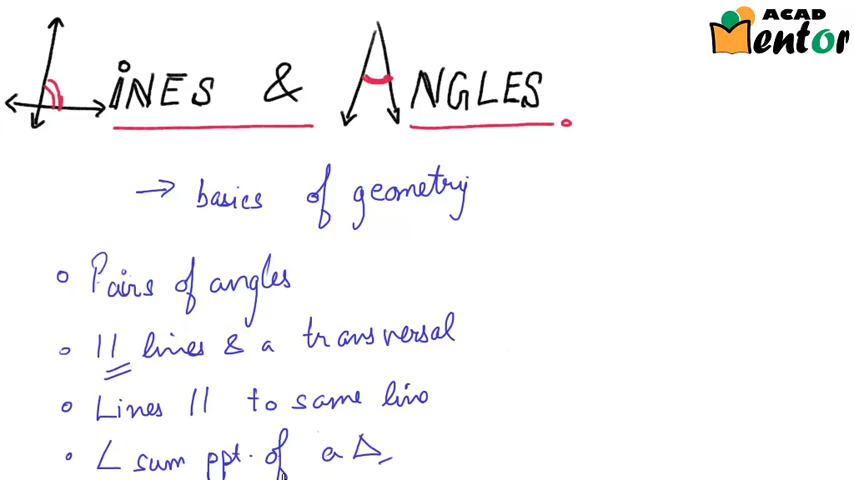 ACAD
Mentor
LINES & ANGLES.
→ basics of geometry
• Pairs of angles
• || lines & a transversal
• Lines || to same line
• ∠ sum ppt. of a Δ